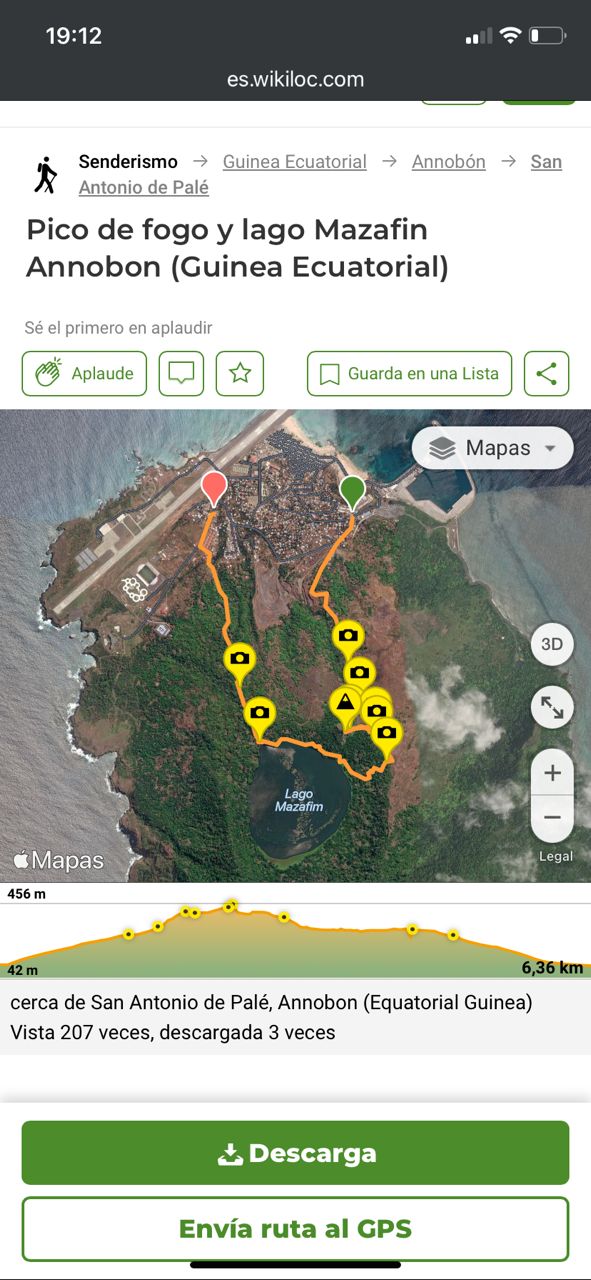 19:12
es.wikiloc.com
Senderismo → Guinea Ecuatorial → Annobón → San
Antonio de Palé
Pico de fogo y lago Mazafin
Annobon (Guinea Ecuatorial)
Sé el primero en aplaudir
Aplaude
Guarda en una Lista
Mapas
3D
Lago
Mazafim
+
−
Mapas
Legal
456 m
42 m
6,36 km
cerca de San Antonio de Palé, Annobon (Equatorial Guinea)
Vista 207 veces, descargada 3 veces
Descarga
Envía ruta al GPS